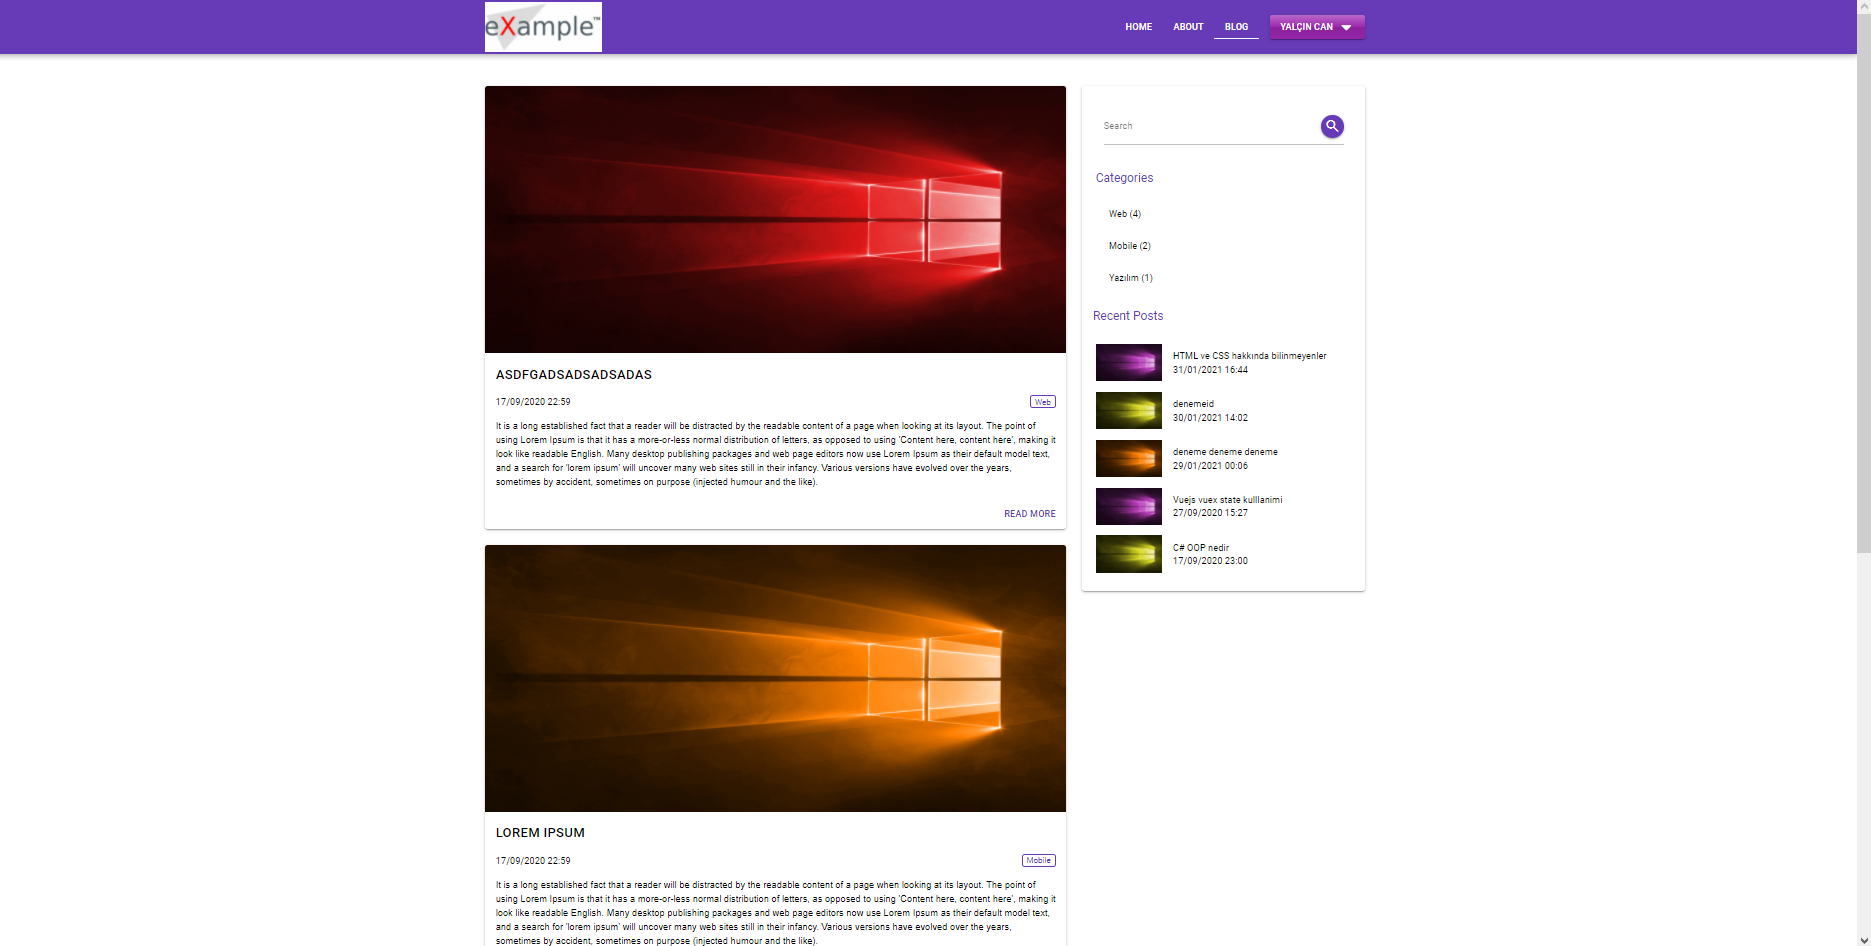 eXample™
HOME ABOUT BLOG YALÇIN CAN
ASDFGADSADSADSADAS
17/09/2020 22:59 Web
It is a long established fact that a reader will be distracted by the readable content of a page when looking at its layout. The point of
using Lorem Ipsum is that it has a more-or-less normal distribution of letters, as opposed to using 'Content here, content here', making it
look like readable English. Many desktop publishing packages and web page editors now use Lorem Ipsum as their default model text,
and a search for 'lorem ipsum' will uncover many web sites still in their infancy. Various versions have evolved over the years,
sometimes by accident, sometimes on purpose (injected humour and the like).
READ MORE
LOREM IPSUM
17/09/2020 22:59 Mobile
It is a long established fact that a reader will be distracted by the readable content of a page when looking at its layout. The point of
using Lorem Ipsum is that it has a more-or-less normal distribution of letters, as opposed to using 'Content here, content here', making it
look like readable English. Many desktop publishing packages and web page editors now use Lorem Ipsum as their default model text,
and a search for 'lorem ipsum' will uncover many web sites still in their infancy. Various versions have evolved over the years,
sometimes by accident, sometimes on purpose (injected humour and the like).
Search
Categories
Web (4)
Mobile (2)
Yazılım (1)
Recent Posts
HTML ve CSS hakkında bilinmeyenler
31/01/2021 16:44
denemeid
30/01/2021 14:02
deneme deneme deneme
29/01/2021 00:06
Vuejs vuex state kulllanimi
27/09/2020 15:27
C# OOP nedir
17/09/2020 23:00